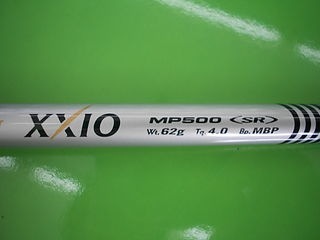 XXIO
MP500 <SR>
Wt. 62g Tq. 4.0 Bp. MBP